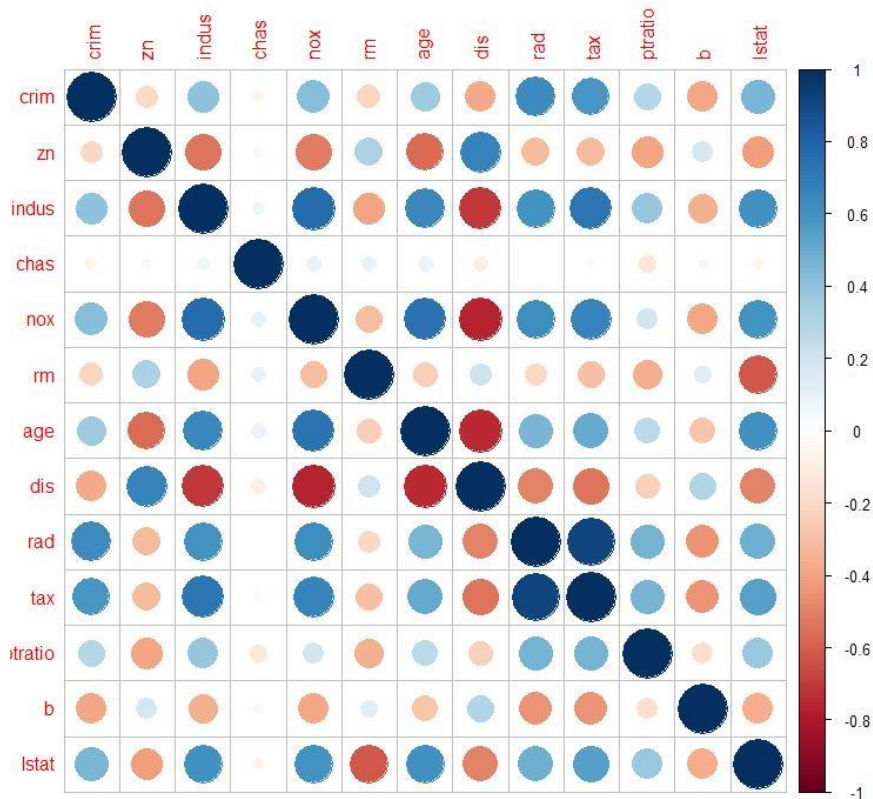 crim zn indus chas nox rm age dis rad tax ptratio b lstat
crim
zn
indus
chas
nox
rm
age
dis
rad
tax
ptratio
b
lstat
1
0.8
0.6
0.4
0.2
0
-0.2
-0.4
-0.6
-0.8
-1